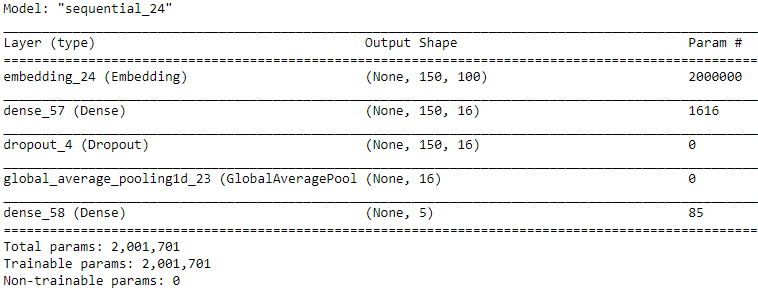 Model: "sequential_24"
Layer (type) Output Shape Param #
embedding_24 (Embedding) (None, 150, 100) 2000000
dense_57 (Dense) (None, 150, 16) 1616
dropout_4 (Dropout) (None, 150, 16) 0
global_average_pooling1d_23 (GlobalAveragePool (None, 16) 0
dense_58 (Dense) (None, 5) 85
Total params: 2,001,701
Trainable params: 2,001,701
Non-trainable params: 0